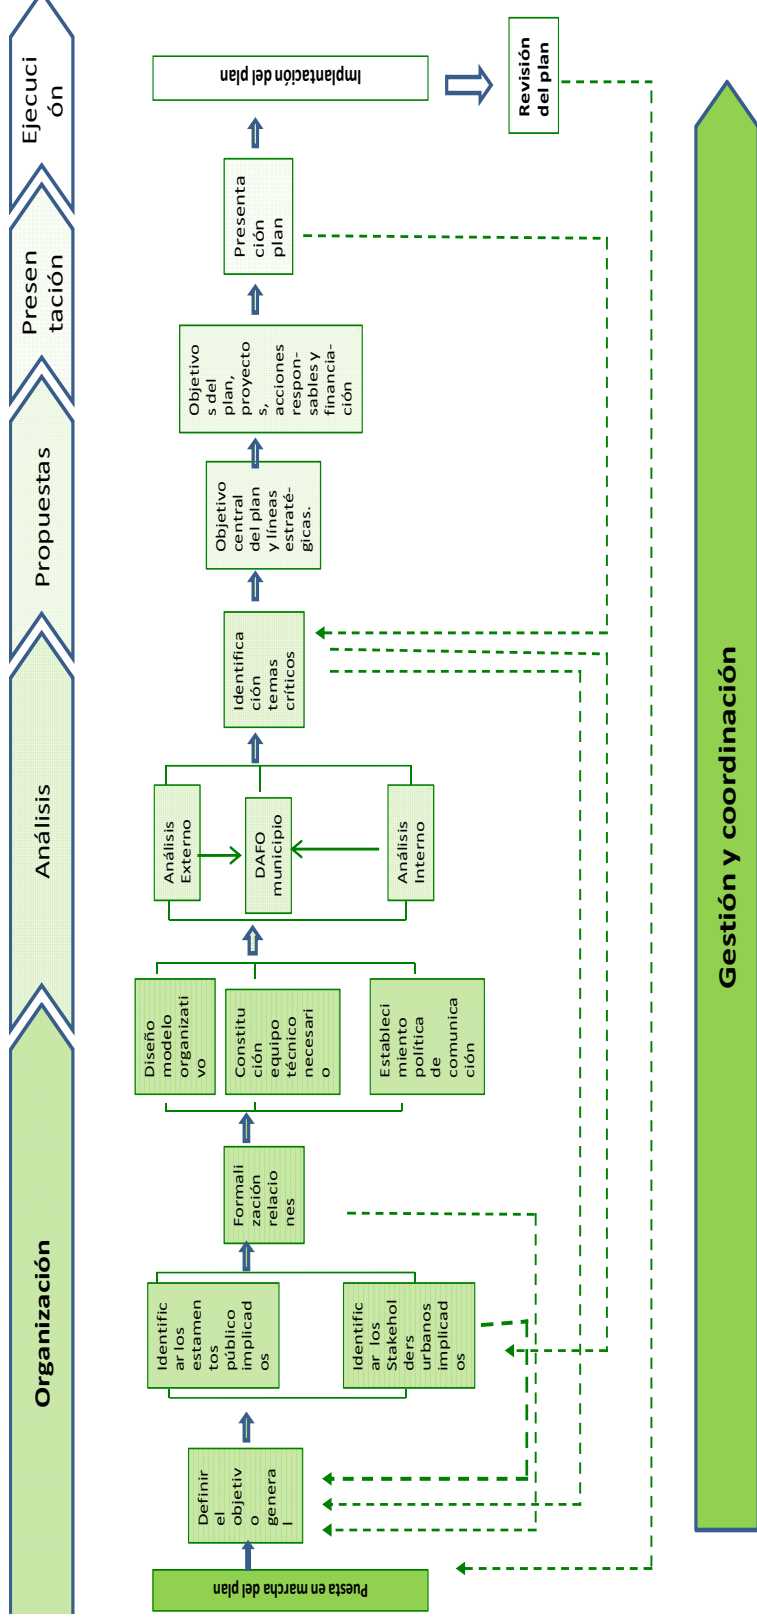 Organización
Análisis
Propuestas
Presen
tación
Ejecuci
ón
Puesta en marcha del plan
Definir
el
objetiv
o
genera
l
Identific
ar los
estamen
tos
público
implicad
os
Identific
ar los
Stakehol
ders
urbanos
implicad
os
Formali
zación
relacio
nes
Diseño
modelo
organizati
vo
Constitu
ción
equipo
técnico
necesari
o
Estableci
miento
política
de
comunica
ción
Análisis
Externo
DAFO
municipio
Análisis
Interno
Identifica
ción
temas
críticos
Objetivo
central
del plan
y líneas
estraté-
gicas.
Objetivo
s del
plan,
proyecto
s,
acciones
respon-
sables y
financia-
ción
Presenta
ción
plan
Implantación del plan
Revisión
del plan
Gestión y coordinación